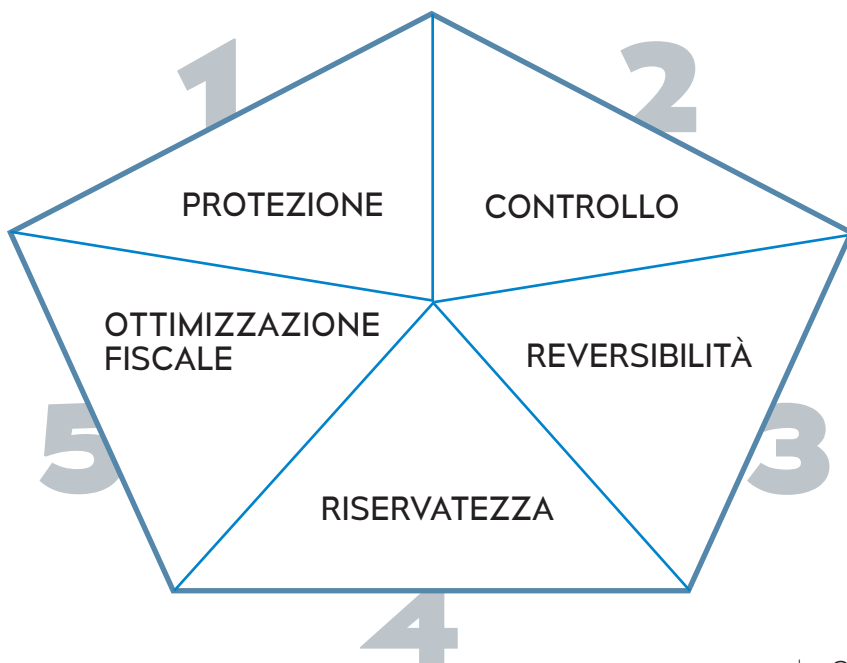 1
2
PROTEZIONE
CONTROLLO
OTTIMIZZAZIONE
FISCALE
REVERSIBILITÀ
5
3
RISERVATEZZA
4